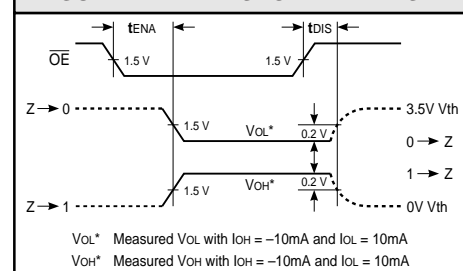 tENA tDIS
OE
1.5 V 1.5 V
Z → 0 3.5V Vth
1.5 V VOL* 0.2 V
0 → Z
1 → Z
1.5 V VOH* 0.2 V
Z → 1 0V Vth
VOL* Measured VOL with IOH = –10mA and IOL = 10mA
VOH* Measured VOH with IOH = –10mA and IOL = 10mA